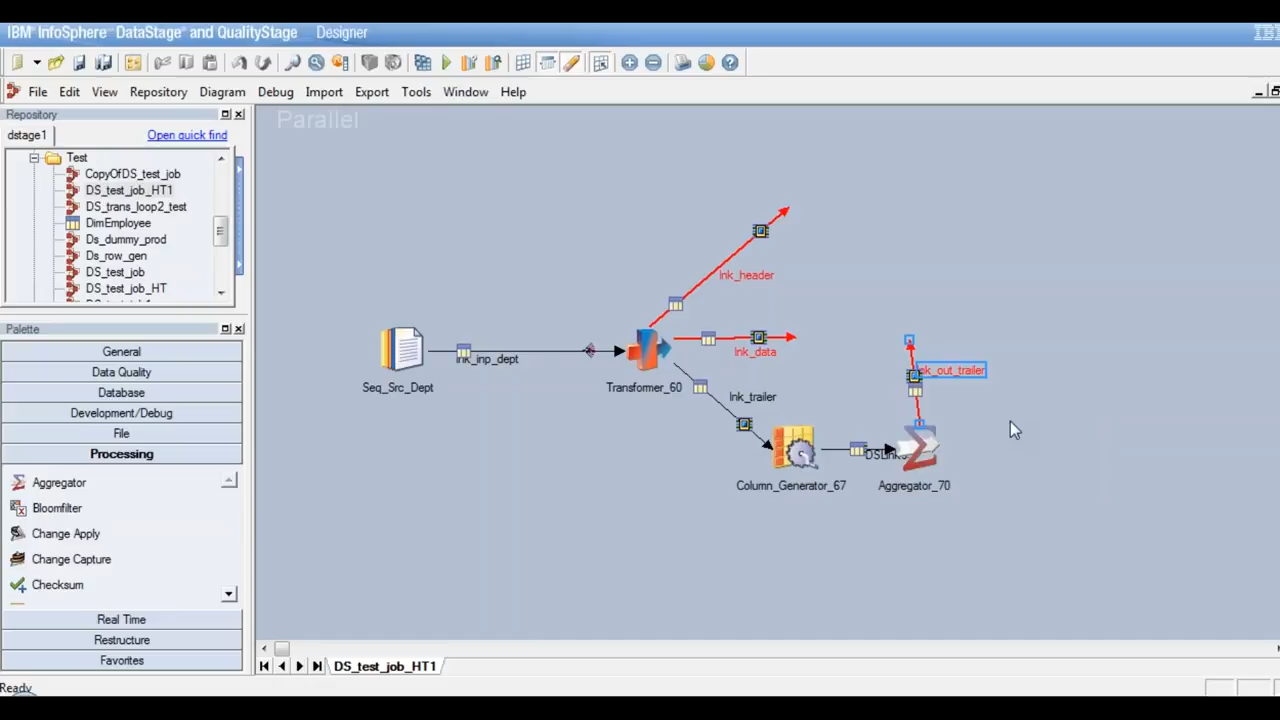 IBM InfoSphere DataStage and QualityStage Designer
IBM
File Edit View Repository Diagram Debug Import Export Tools Window Help
Repository
dstage1 Open quick find
Test
CopyOfDS_test_job
DS_test_job_HT1
DS_trans_loop2_test
DimEmployee
Ds_dummy_prod
Ds_row_gen
DS_test_job
DS_test_job_HT
Palette
General
Data Quality
Database
Development/Debug
File
Processing
Aggregator
Bloomfilter
Change Apply
Change Capture
Checksum
Real Time
Restructure
Favorites
Parallel
lnk_header
lnk_data
lnk_inp_dept
Seq_Src_Dept
Transformer_60
lnk_trailer
lnk_out_trailer
Column_Generator_67
Aggregator_70
DS_test_job_HT1
Ready